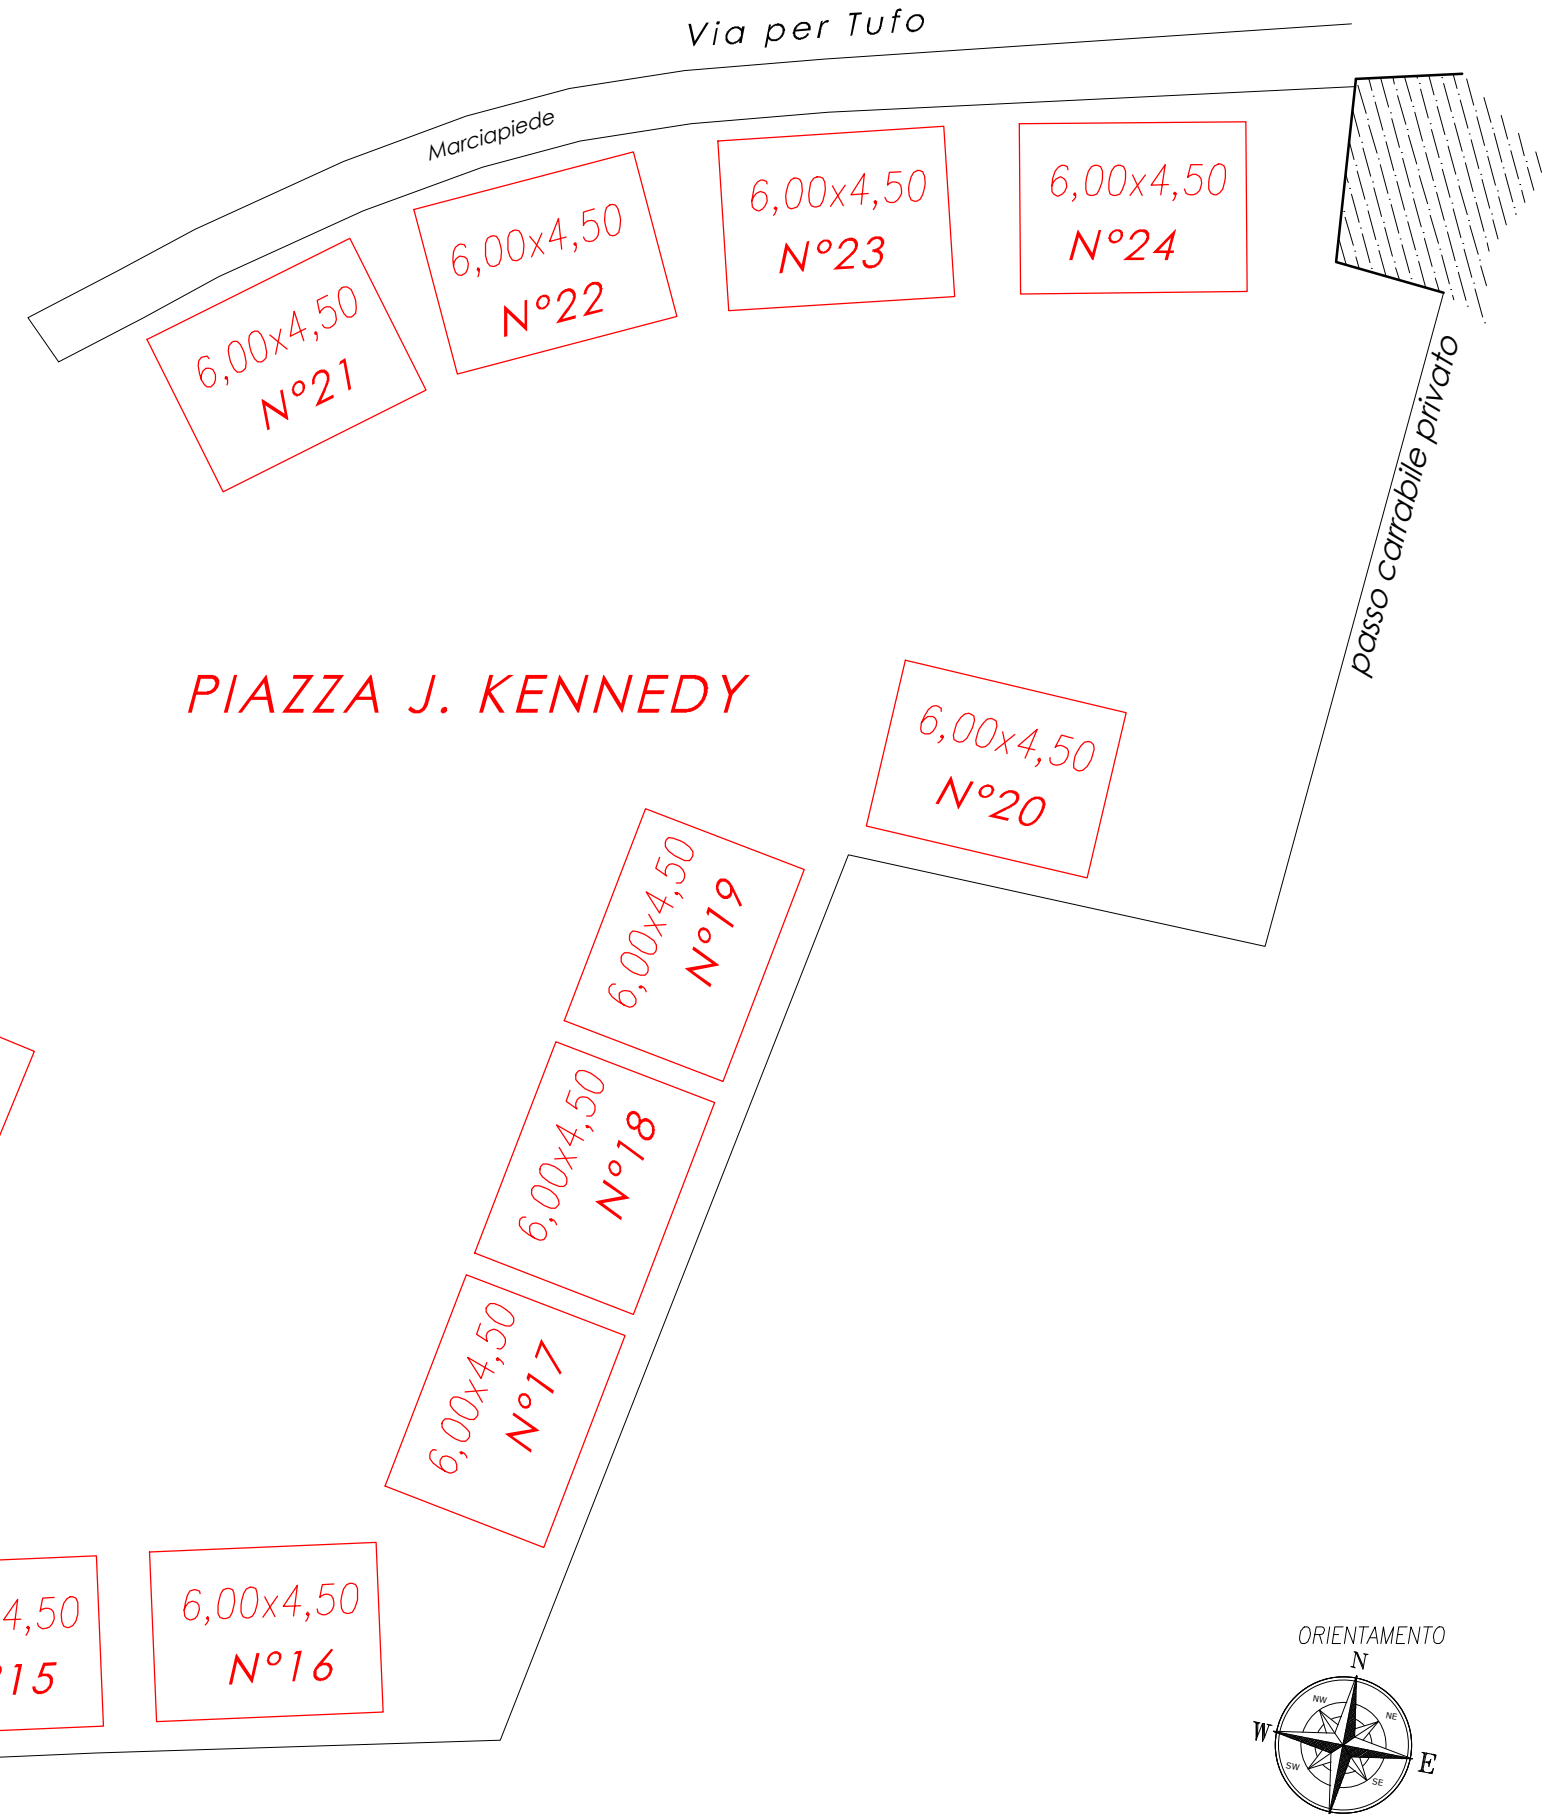 Via per Tufo
Marciapiede
6,00x4,50
N°21
6,00x4,50
N°22
6,00x4,50
N°23
6,00x4,50
N°24
passo carrabile privato
PIAZZA J. KENNEDY
6,00x4,50
N°20
6,00x4,50
N°19
6,00x4,50
N°18
6,00x4,50
N°17
4,50
°15
6,00x4,50
N°16
ORIENTAMENTO
N
NW
NE
W
E
SW
SE